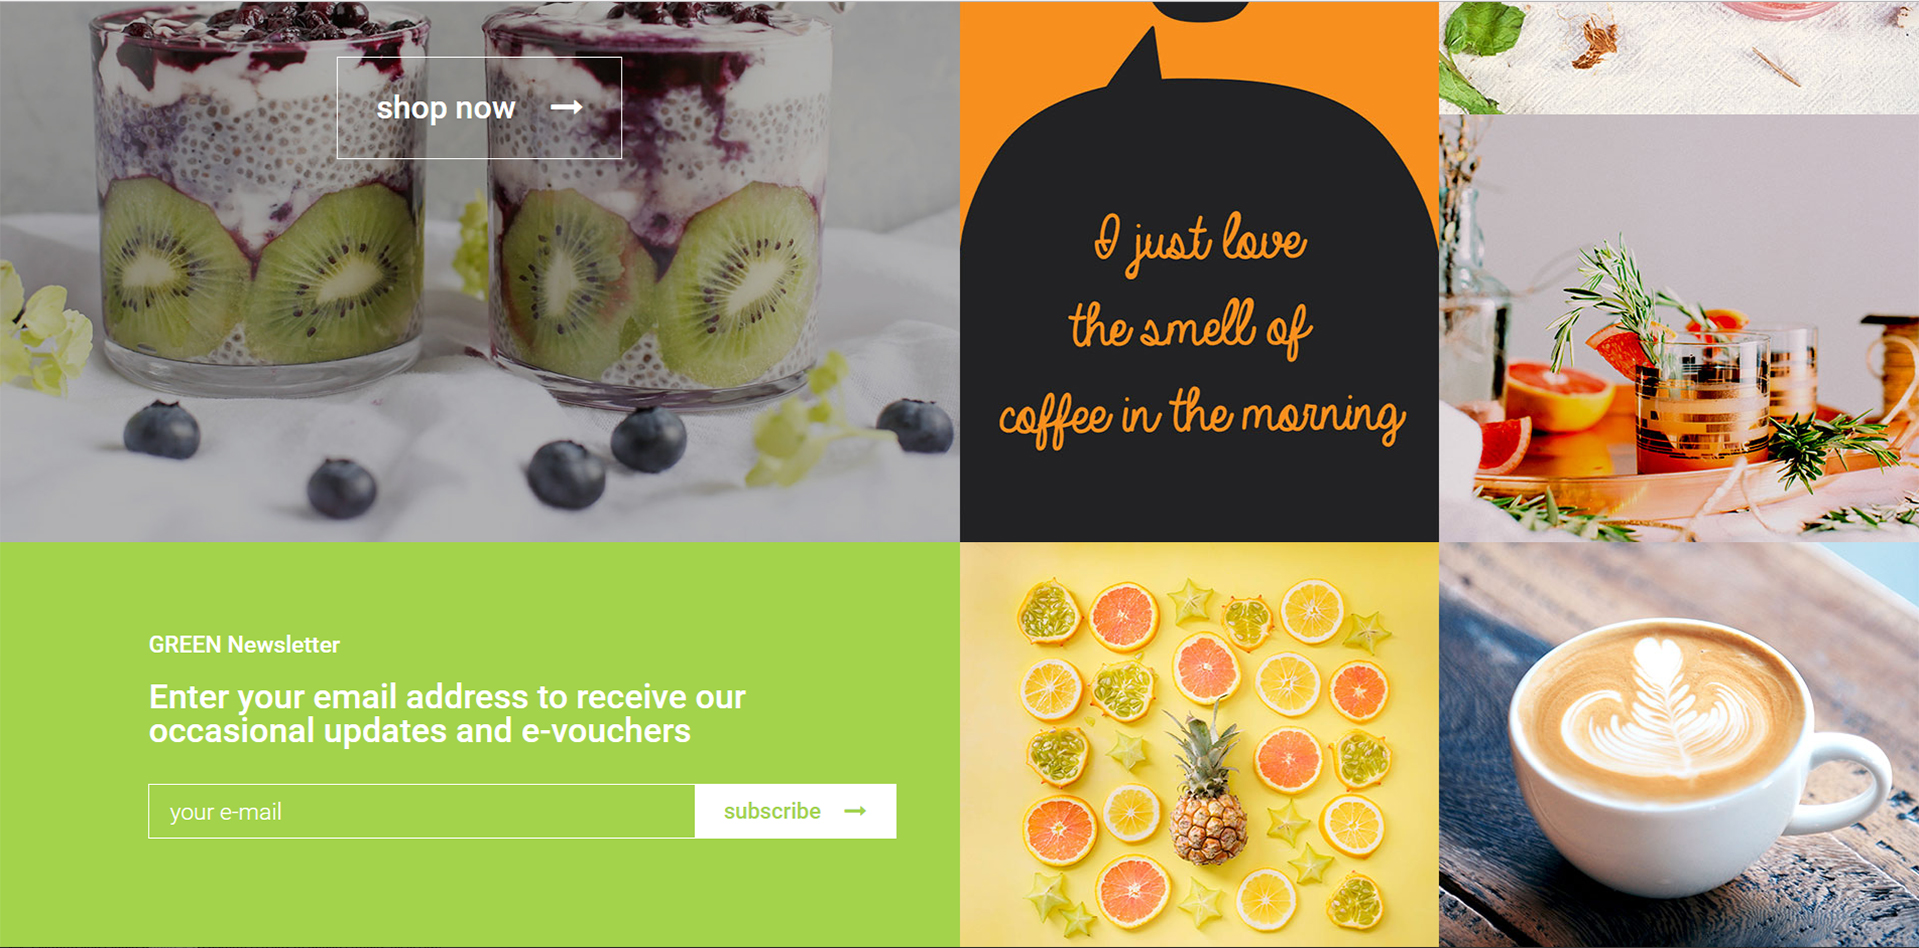 shop now
I just love
the smell of
coffee in the morning
GREEN Newsletter
Enter your email address to receive our
occasional updates and e-vouchers
your e-mail
subscribe